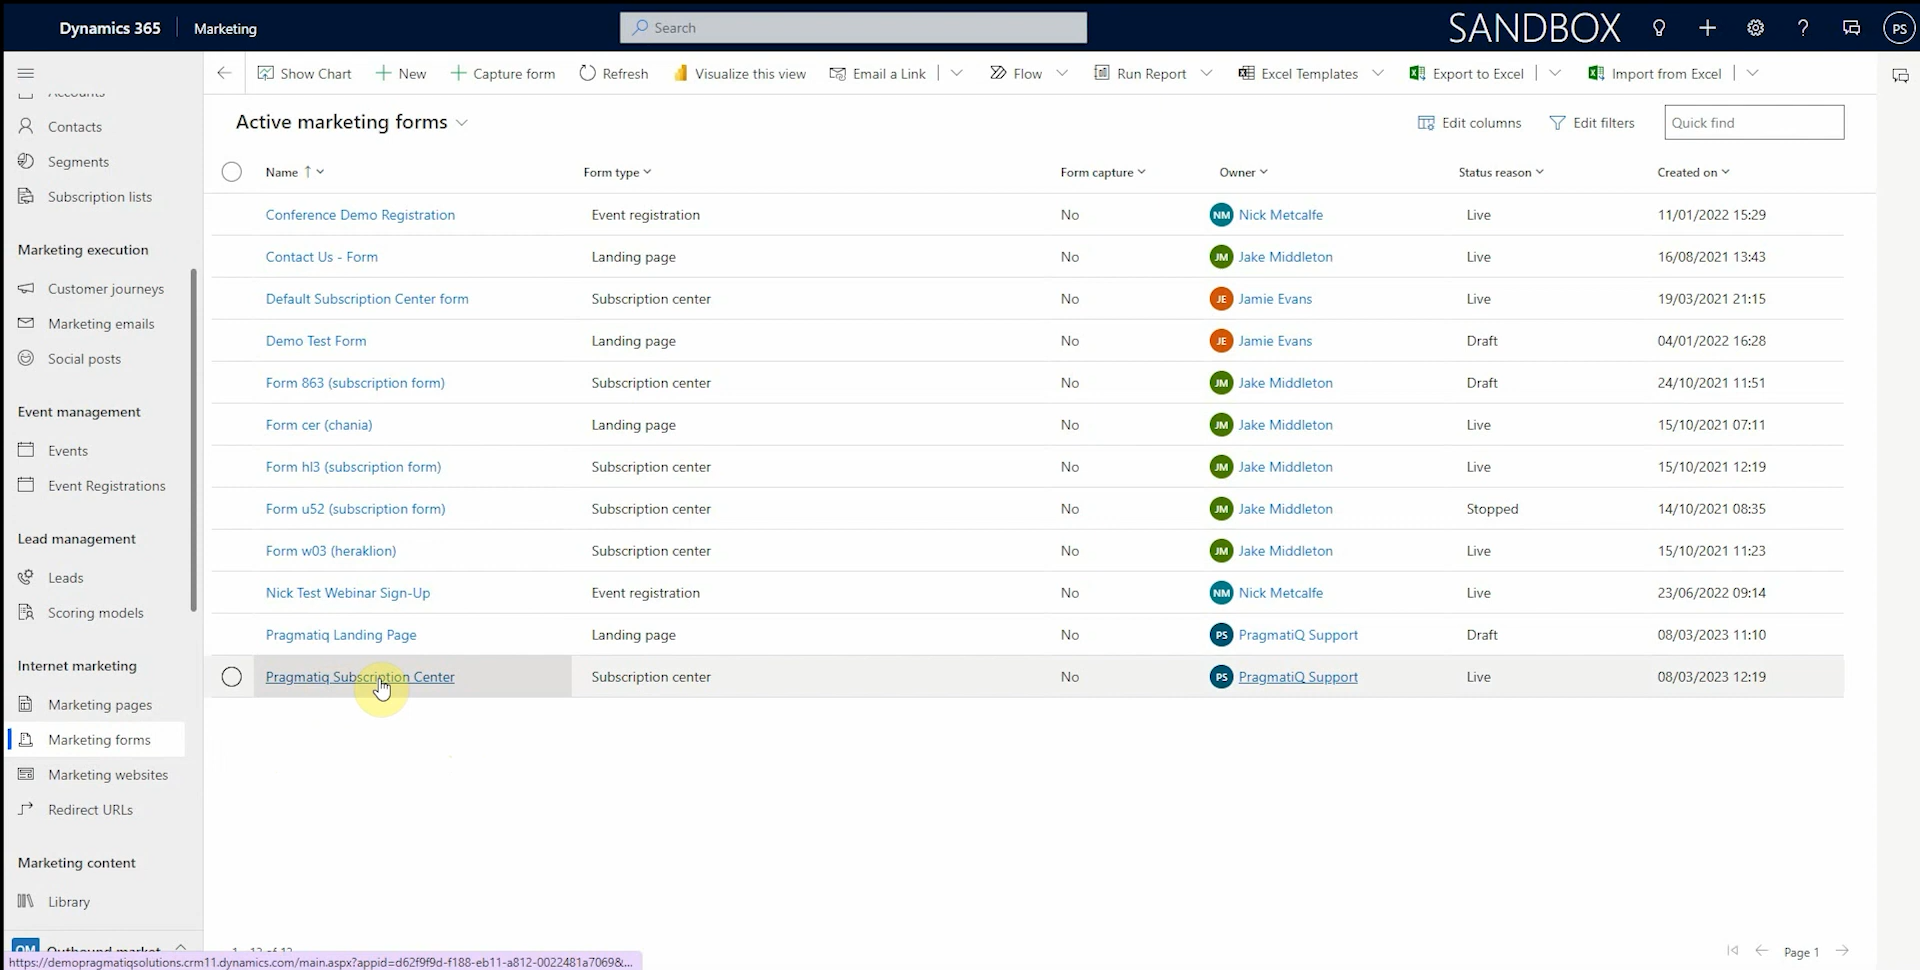 Dynamics 365
Marketing
Search
SANDBOX
PS
Show Chart
New
Capture form
Refresh
Visualize this view
Email a Link
Flow
Run Report
Excel Templates
Export to Excel
Import from Excel
Accounts
Contacts
Segments
Subscription lists
Marketing execution
Customer journeys
Marketing emails
Social posts
Event management
Events
Event Registrations
Lead management
Leads
Scoring models
Internet marketing
Marketing pages
Marketing forms
Marketing websites
Redirect URLs
Marketing content
Library
OM Outbound market
Active marketing forms
Edit columns
Edit filters
Quick find
Name Form type Form capture Owner Status reason Created on
Conference Demo Registration Event registration No NM Nick Metcalfe Live 11/01/2022 15:29
Contact Us - Form Landing page No JM Jake Middleton Live 16/08/2021 13:43
Default Subscription Center form Subscription center No JE Jamie Evans Live 19/03/2021 21:15
Demo Test Form Landing page No JE Jamie Evans Draft 04/01/2022 16:28
Form 863 (subscription form) Subscription center No JM Jake Middleton Draft 24/10/2021 11:51
Form cer (chania) Landing page No JM Jake Middleton Live 15/10/2021 07:11
Form hl3 (subscription form) Subscription center No JM Jake Middleton Live 15/10/2021 12:19
Form u52 (subscription form) Subscription center No JM Jake Middleton Stopped 14/10/2021 08:35
Form w03 (heraklion) Subscription center No JM Jake Middleton Live 15/10/2021 11:23
Nick Test Webinar Sign-Up Event registration No NM Nick Metcalfe Live 23/06/2022 09:14
Pragmatiq Landing Page Landing page No PS PragmatiQ Support Draft 08/03/2023 11:10
Pragmatiq Subscription Center Subscription center No PS PragmatiQ Support Live 08/03/2023 12:19
1 - 12 of 12
Page 1
https://demopragmatiqsolutions.crm11.dynamics.com/main.aspx?appid=d62f9f9d-f188-eb11-a812-0022481a7069&...